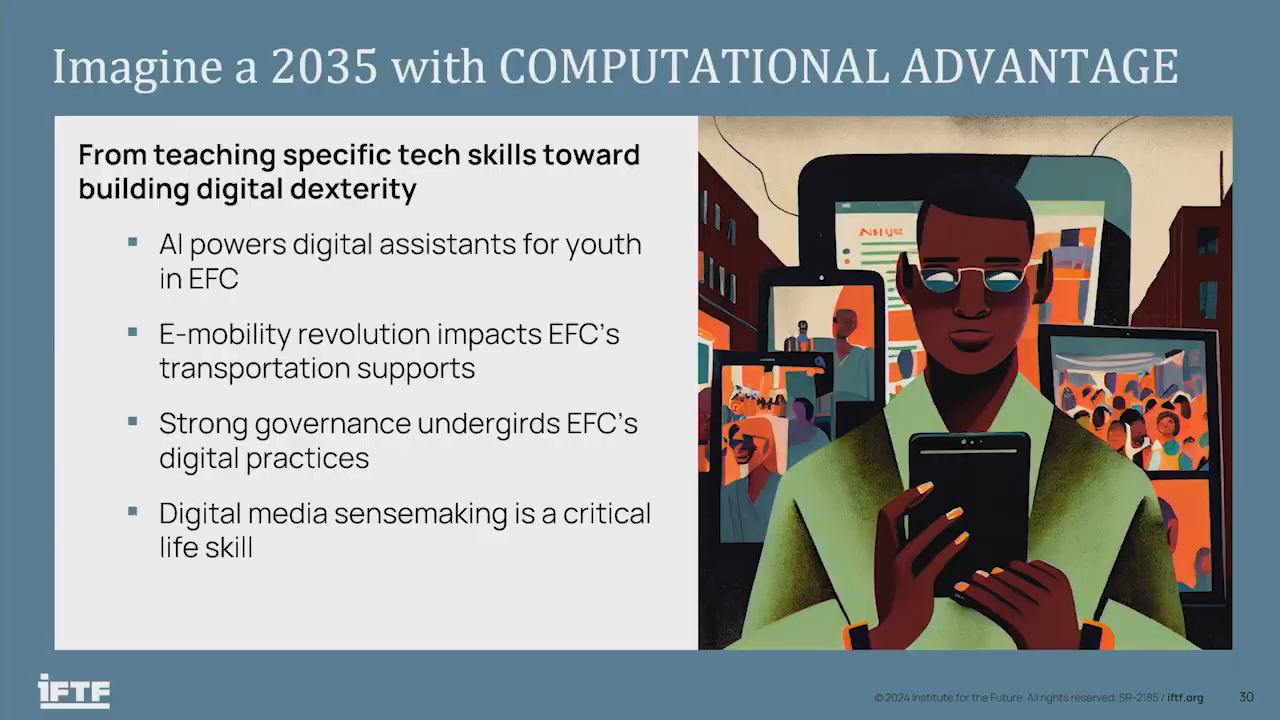 Imagine a 2035 with COMPUTATIONAL ADVANTAGE
From teaching specific tech skills toward
building digital dexterity
AI powers digital assistants for youth
in EFC
E-mobility revolution impacts EFC's
transportation supports
Strong governance undergirds EFC's
digital practices
Digital media sensemaking is a critical
life skill
iFTF
© 2024 Institute for the Future. All rights reserved. SR-2185 / iftf.org
30